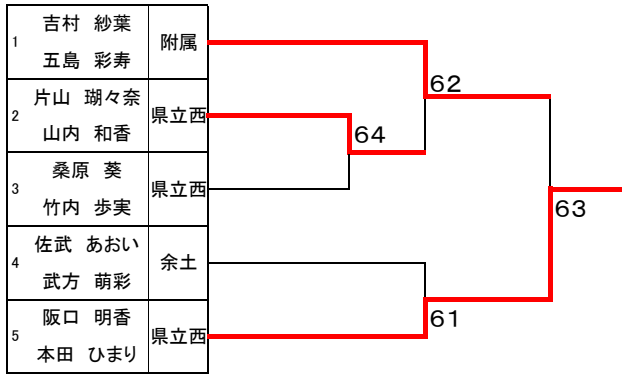 1 吉村 紗葉 附属
五島 彩寿
62
2 片山 瑚々奈 県立西
山内 和香
64
3 桑原 葵 県立西
竹内 歩実
63
4 佐武 あおい 余土
武方 萌彩
61
5 阪口 明香 県立西
本田 ひまり